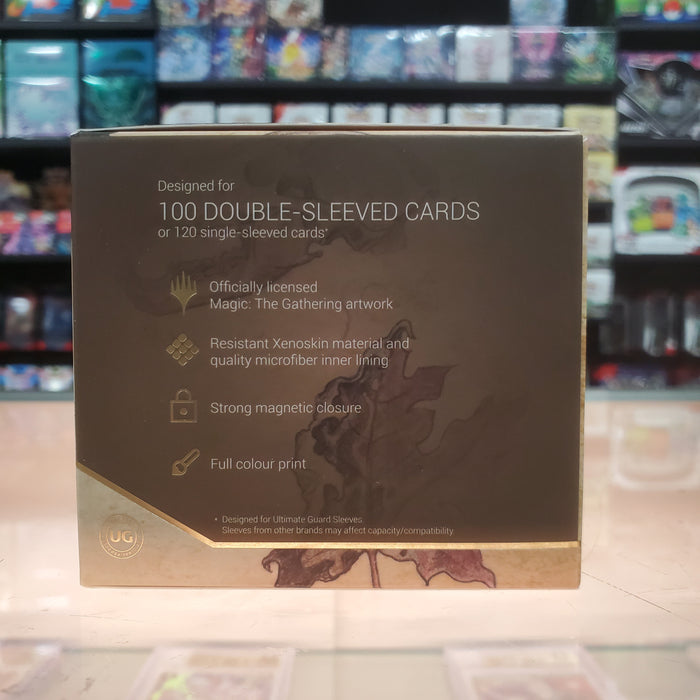 Designed for
100 DOUBLE-SLEEVED CARDS
or 120 single-sleeved cards*
Officially licensed
Magic: The Gathering artwork
Resistant Xenoskin material and
quality microfiber inner lining
Strong magnetic closure
Full colour print
• Designed for Ultimate Guard Sleeves.
Sleeves from other brands may affect capacity/compatibility.
UG